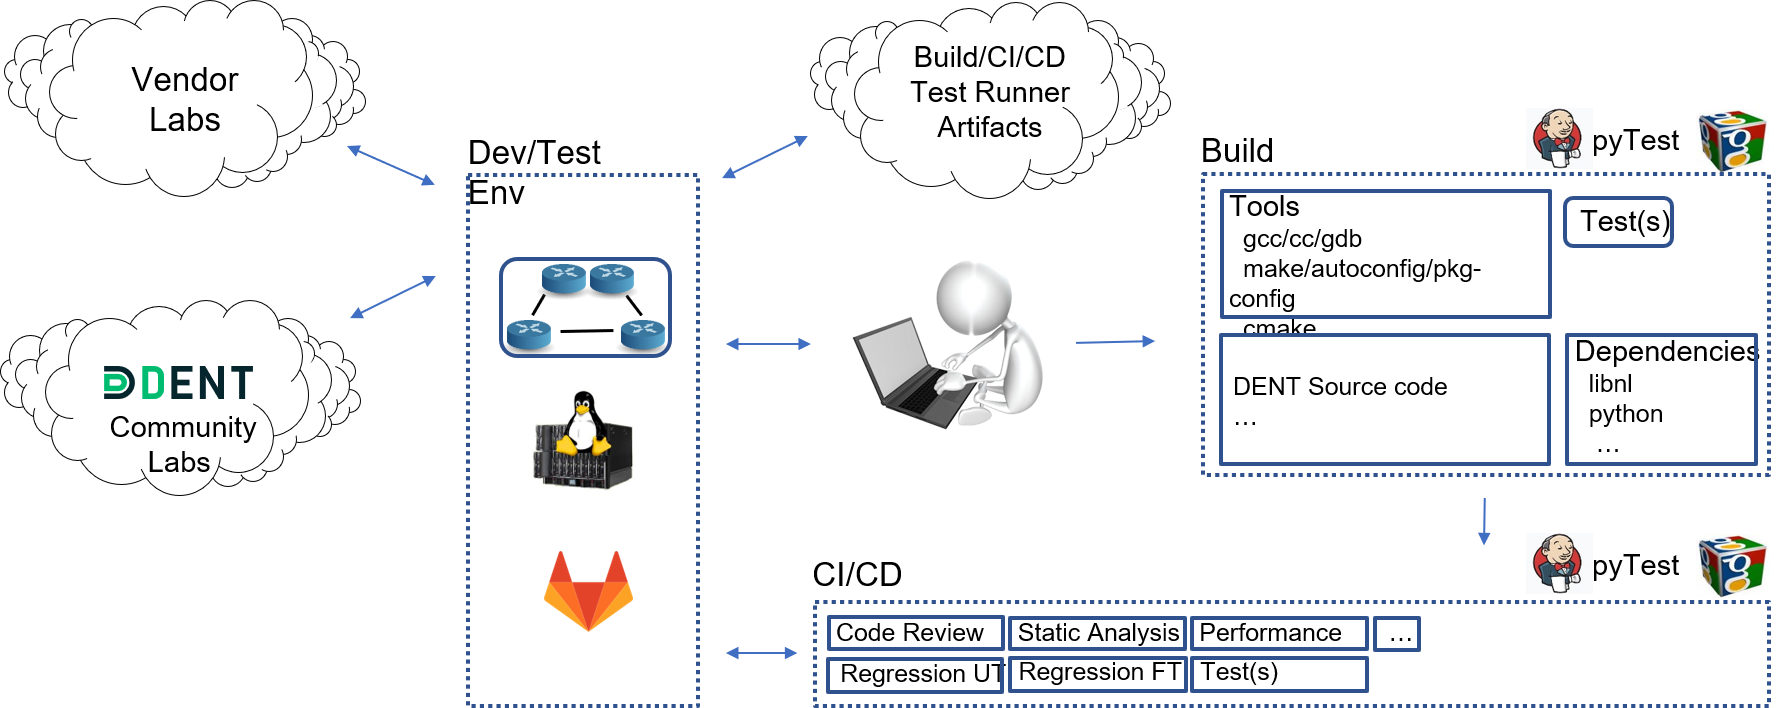 Vendor
Labs
Build/CI/CD
Test Runner
Artifacts
Dev/Test
Env
DENT
Community
Labs
Build
pyTest
Tools
gcc/cc/gdb
make/autoconfig/pkg-
config
cmake
Test(s)
DENT Source code
...
Dependencies
libnl
python
...
pyTest
CI/CD
Code Review
Static Analysis
Performance
...
Regression UT
Regression FT
Test(s)